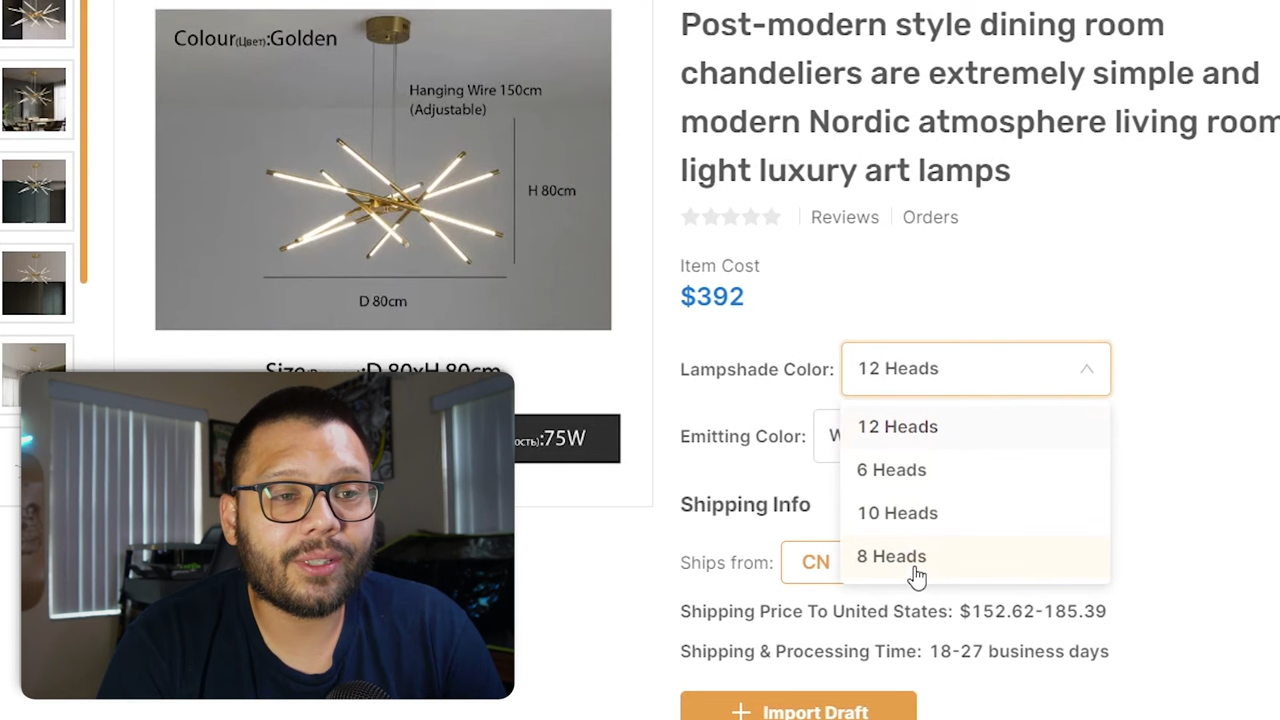 Colour(Цвет):Golden
Hanging Wire 150cm
(Adjustable)
H 80cm
D 80cm
:75W
Post-modern style dining room
chandeliers are extremely simple and
modern Nordic atmosphere living room
light luxury art lamps
Reviews
Orders
Item Cost
$392
Lampshade Color:
12 Heads
12 Heads
6 Heads
10 Heads
8 Heads
Emitting Color:
Shipping Info
Ships from:
CN
Shipping Price To United States: $152.62-185.39
Shipping & Processing Time: 18-27 business days
+ Import Draft